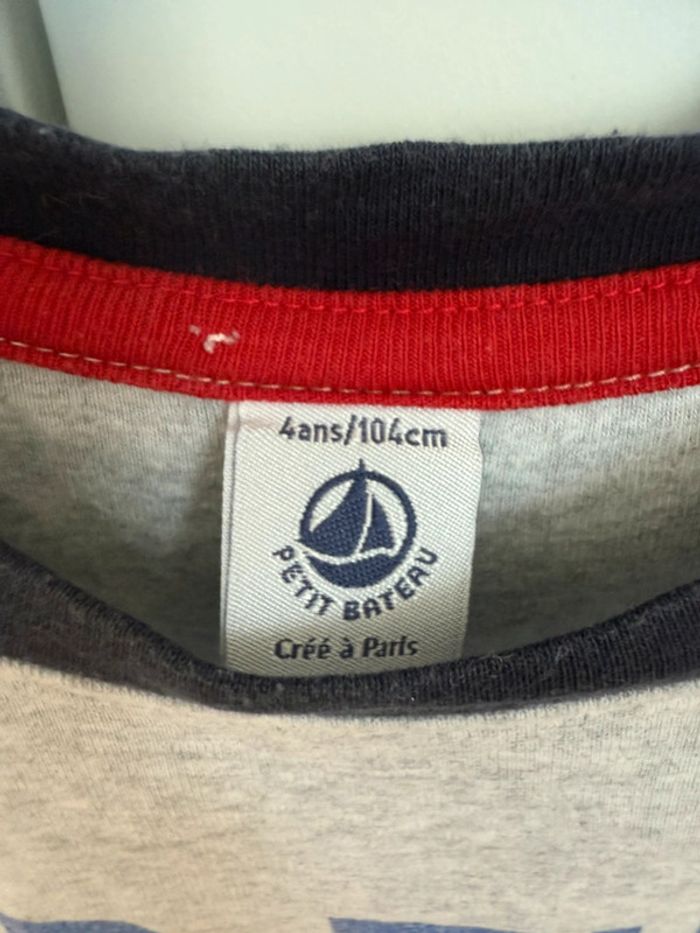 4ans/104cm
PETIT BATEAU
Créé à Paris